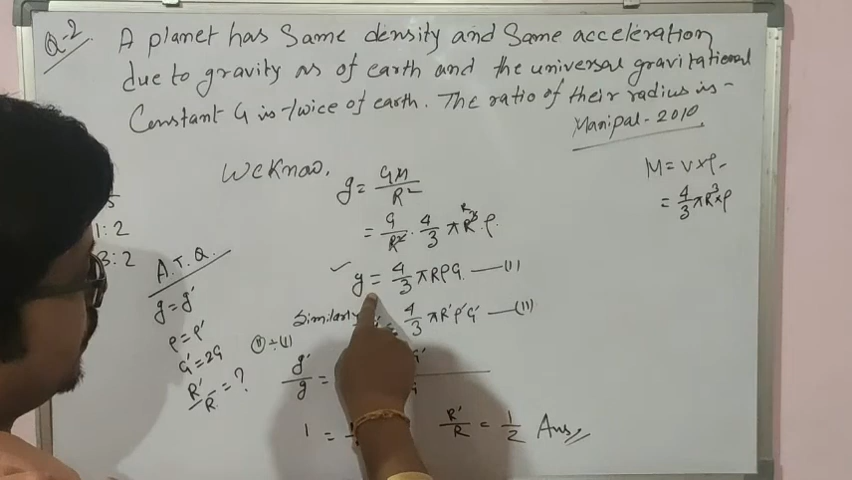 Q-2
A planet has Same density and Same acceleration
due to gravity as of earth and the universal gravitational
Constant G is twice of earth. The ratio of their radius is -
Manipal-2010
We Know,
g = GM/R²
M = V×ρ
= 4/3 πR³×ρ
= G/R² · 4/3 πR³·ρ
1:2
3:2
A.T.Q.
g = 4/3 πRρG —(I)
g = g'
Similarly 4/3 πR'ρ'G' —(II)
ρ = ρ'
G' = 2G
(II)÷(I)
R'/R = ?
g'/g =
1 =
R'/R = 1/2 Ans